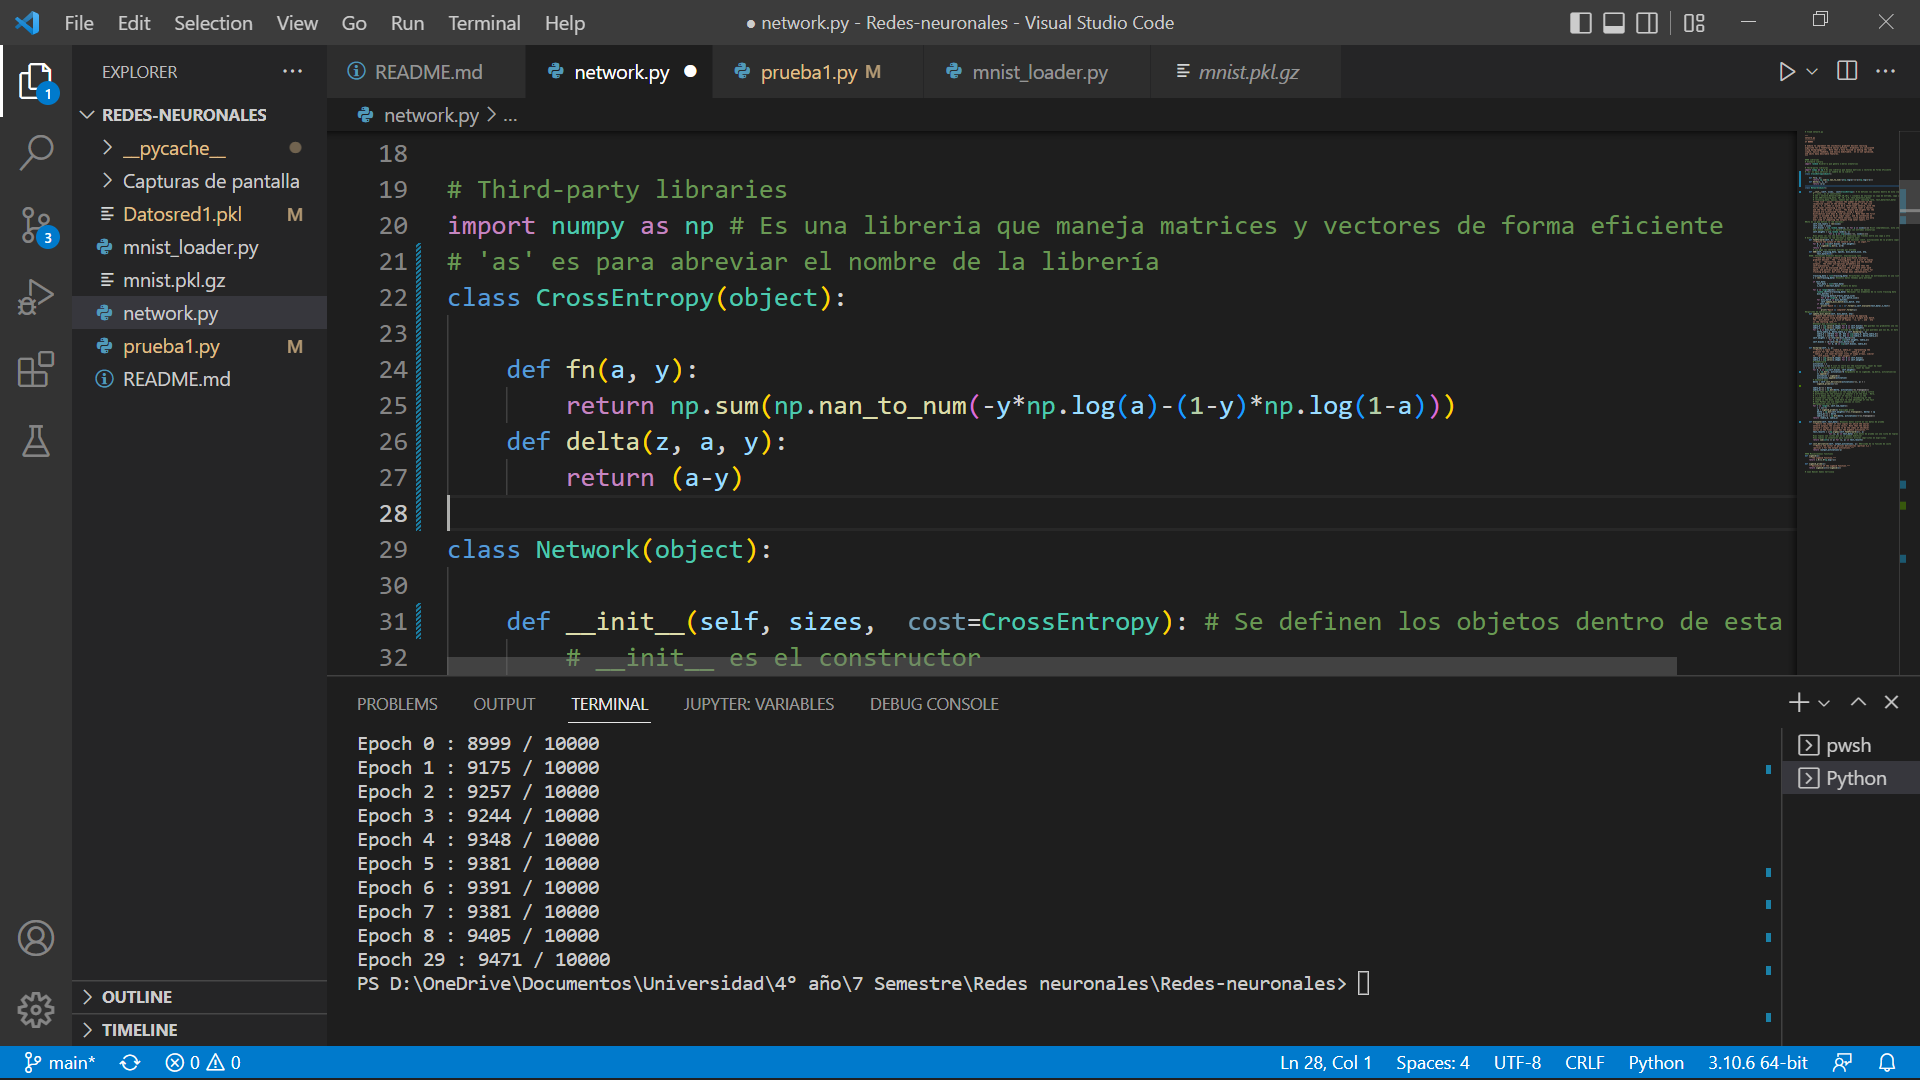 File Edit Selection View Go Run Terminal Help
● network.py - Redes-neuronales - Visual Studio Code
EXPLORER
README.md
network.py
prueba1.py M
mnist_loader.py
mnist.pkl.gz
REDES-NEURONALES
__pycache__
Capturas de pantalla
Datosred1.pkl M
mnist_loader.py
mnist.pkl.gz
network.py
prueba1.py M
README.md
OUTLINE
TIMELINE
1
3
network.py > ...
18
19 # Third-party libraries
20 import numpy as np # Es una libreria que maneja matrices y vectores de forma eficiente
21 # 'as' es para abreviar el nombre de la librería
22 class CrossEntropy(object):
23
24 def fn(a, y):
25 return np.sum(np.nan_to_num(-y*np.log(a)-(1-y)*np.log(1-a)))
26 def delta(z, a, y):
27 return (a-y)
28
29 class Network(object):
30
31 def __init__(self, sizes, cost=CrossEntropy): # Se definen los objetos dentro de esta
32 # __init__ es el constructor
PROBLEMS OUTPUT TERMINAL JUPYTER: VARIABLES DEBUG CONSOLE
Epoch 0 : 8999 / 10000
Epoch 1 : 9175 / 10000
Epoch 2 : 9257 / 10000
Epoch 3 : 9244 / 10000
Epoch 4 : 9348 / 10000
Epoch 5 : 9381 / 10000
Epoch 6 : 9391 / 10000
Epoch 7 : 9381 / 10000
Epoch 8 : 9405 / 10000
Epoch 29 : 9471 / 10000
PS D:\OneDrive\Documentos\Universidad\4º año\7 Semestre\Redes neuronales\Redes-neuronales>
pwsh
Python
main* 0 0
Ln 28, Col 1 Spaces: 4 UTF-8 CRLF Python 3.10.6 64-bit